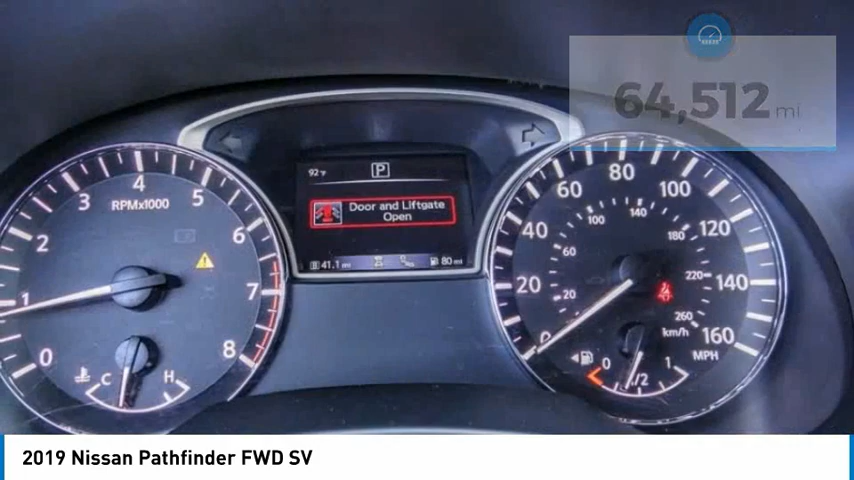 64,512 mi
92°F
P
Door and Liftgate
Open
41.1
80 mi
RPMx1000
0
1
2
3
4
5
6
7
8
C
H
0
20
40
60
80
100
120
140
160
MPH
20
60
100
140
180
220
260
km/h
0
1/2
1
2019 Nissan Pathfinder FWD SV